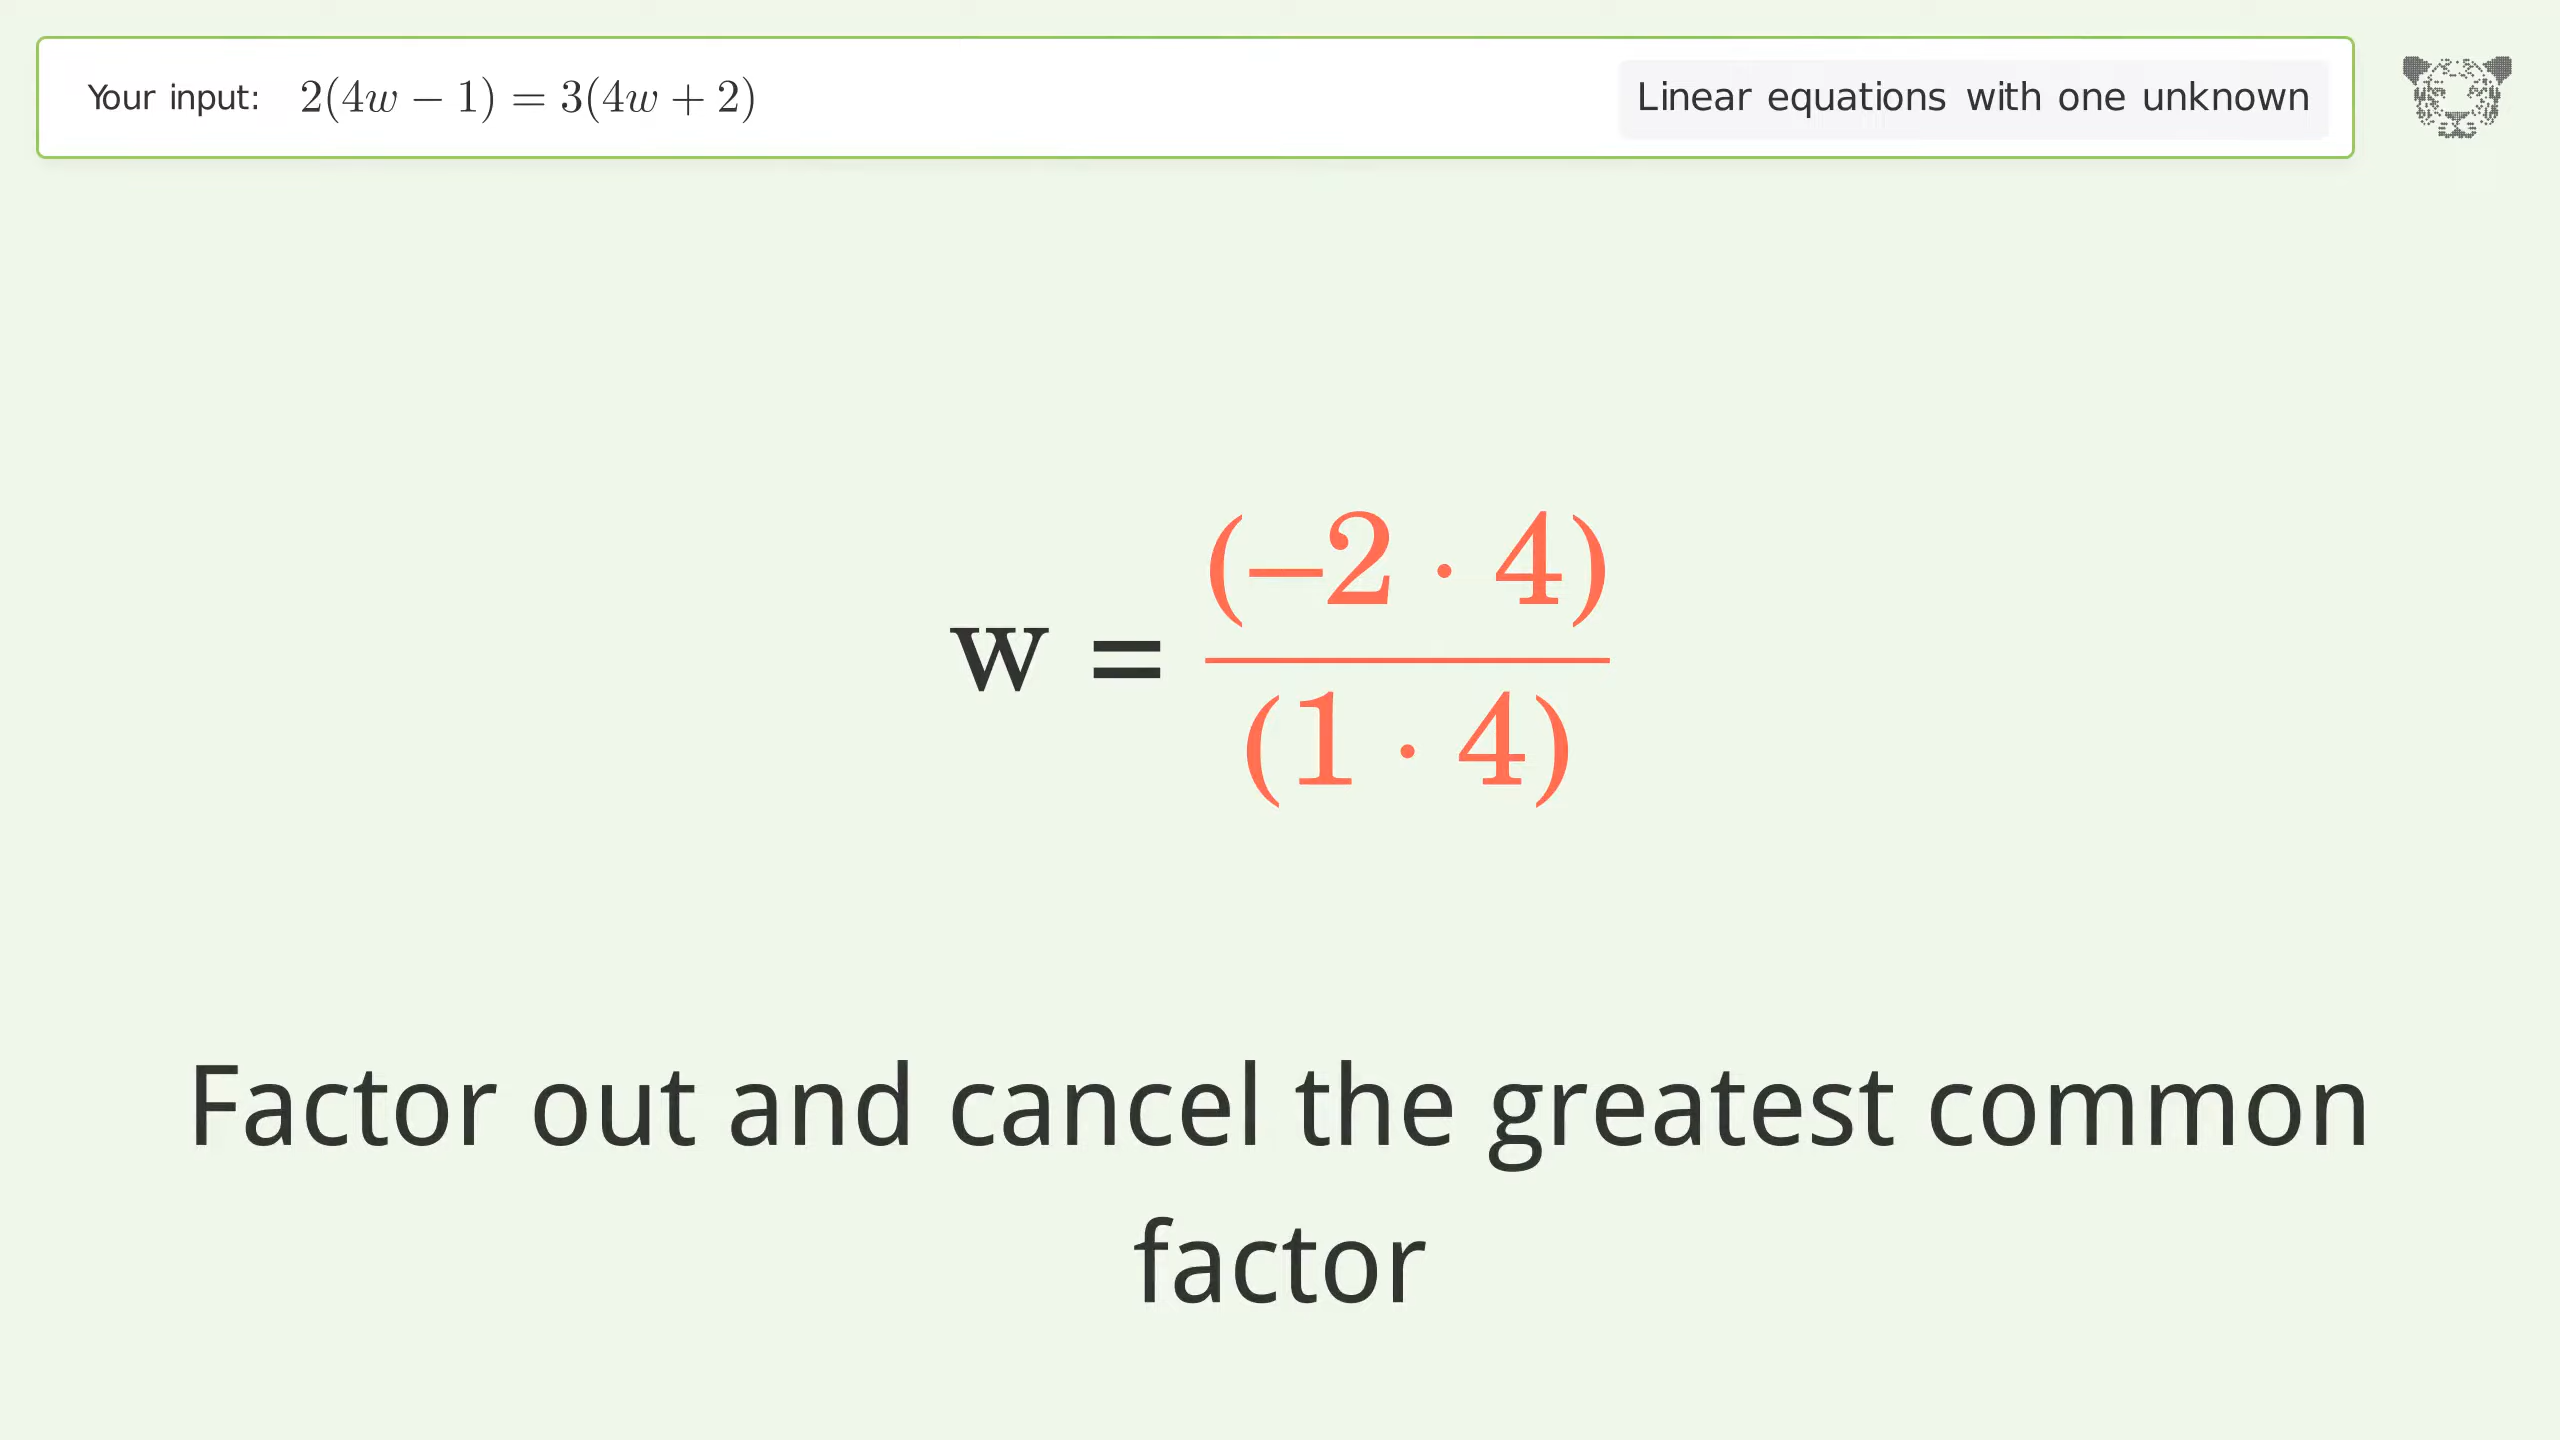 Your input: 2(4w − 1) = 3(4w + 2) Linear equations with one unknown
(−2 · 4)
w =
(1 · 4)
Factor out and cancel the greatest common
factor